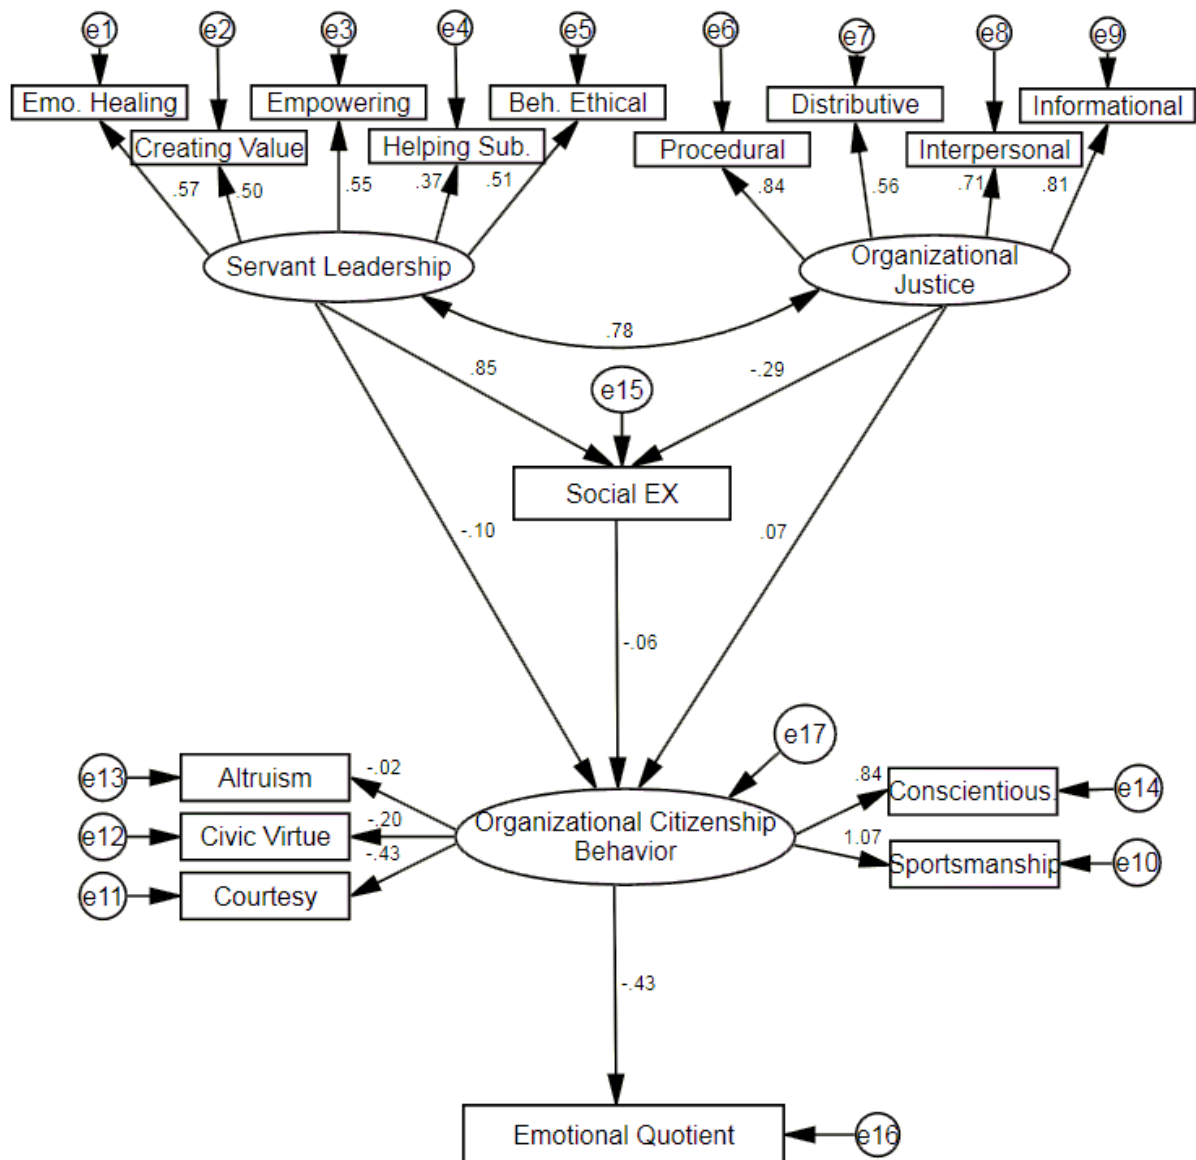 e1
e2
e3
e4
e5
e6
e7
e8
e9
Emo. Healing
Empowering
Beh. Ethical
Distributive
Informational
Creating Value
Helping Sub.
Procedural
Interpersonal
.57
.50
.55
.37
.51
.84
.56
.71
.81
Servant Leadership
Organizational
Justice
.78
.85
-.29
e15
Social EX
-.10
.07
-.06
e17
e13
Altruism
-.02
.84
Conscientious.
e14
e12
Civic Virtue
-.20
Organizational Citizenship
Behavior
1.07
Sportsmanship
e10
e11
Courtesy
-.43
-.43
Emotional Quotient
e16